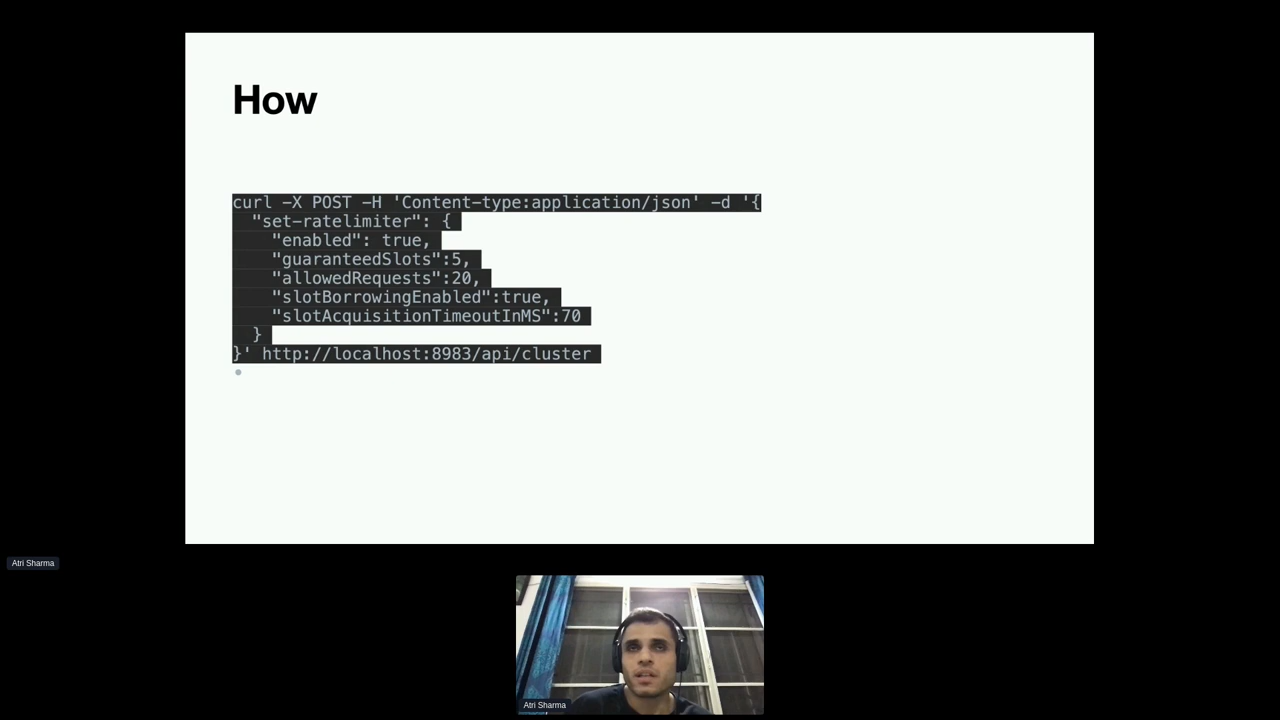 How
curl -X POST -H 'Content-type:application/json' -d '{
  "set-ratelimiter": {
    "enabled": true,
    "guaranteedSlots":5,
    "allowedRequests":20,
    "slotBorrowingEnabled":true,
    "slotAcquisitionTimeoutInMS":70
  }
}' http://localhost:8983/api/cluster
Atri Sharma
Atri Sharma